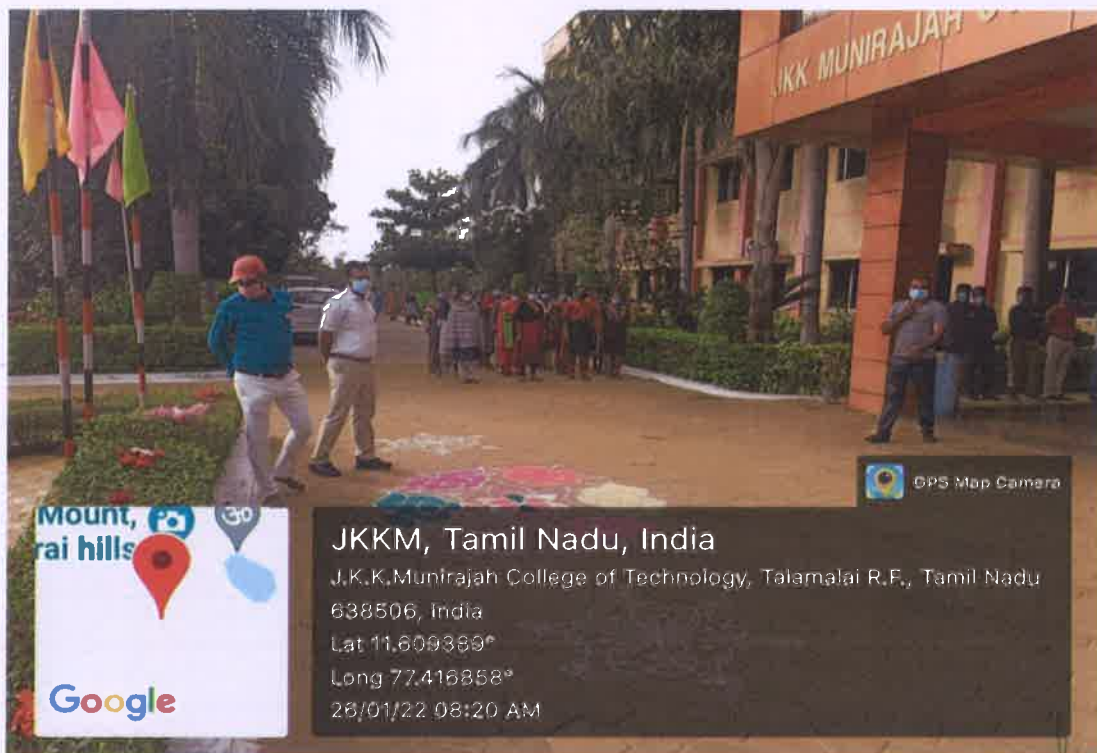 JKK MUNIRAJAH
GPS Map Camera
Mount,
rai hills
ॐ
JKKM, Tamil Nadu, India
J.K.K.Munirajah College of Technology, Talamalai R.F., Tamil Nadu
638506, India
Lat 11.609389°
Long 77.416858°
26/01/22 08:20 AM
Google